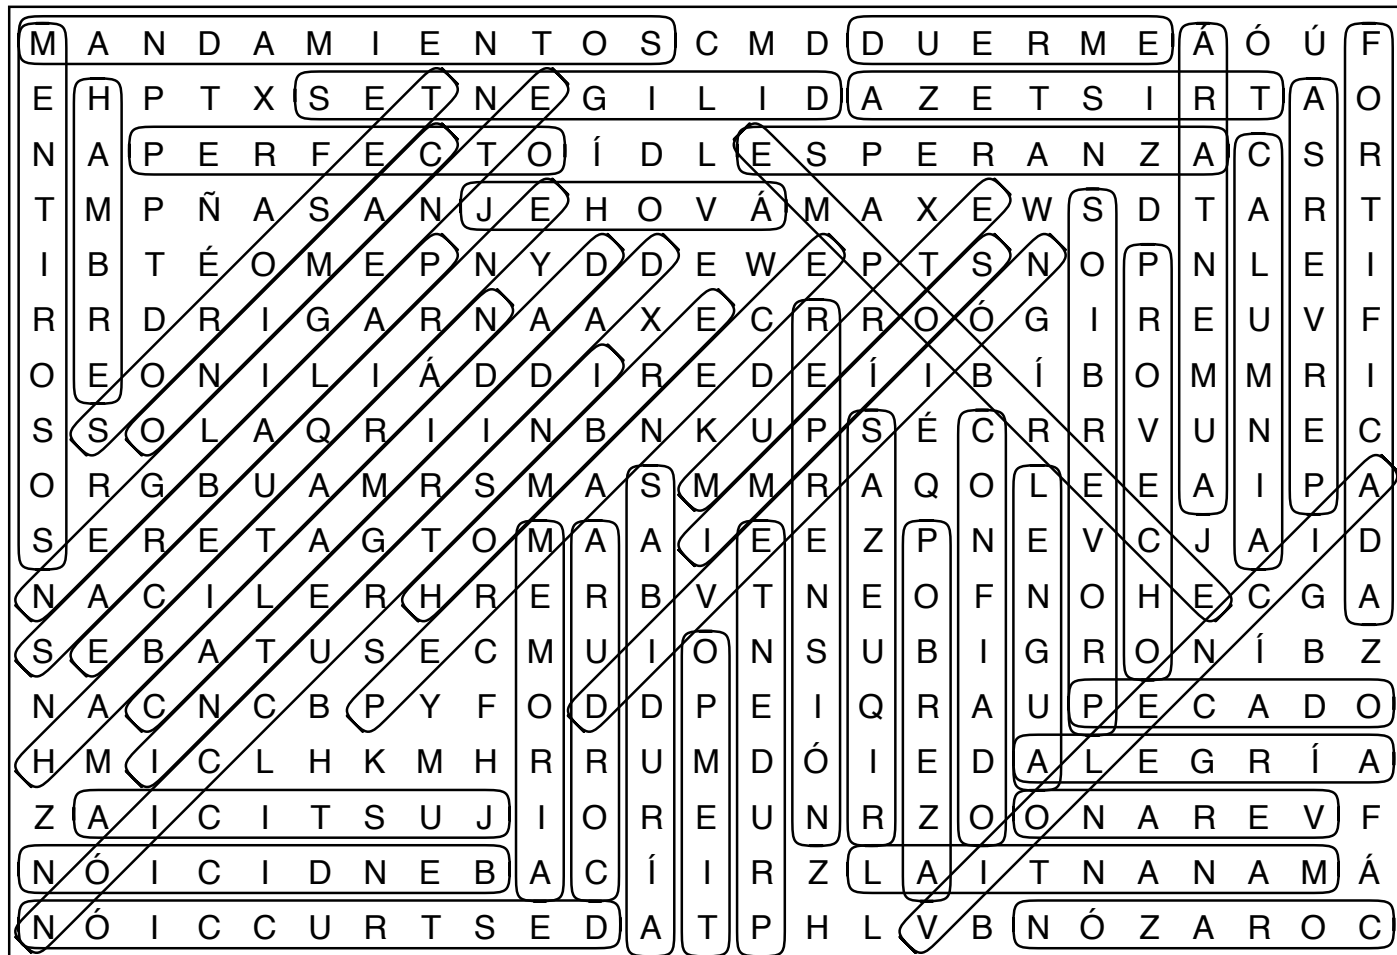 M A N D A M I E N T O S C M D D U E R M E Á Ó Ú F
E H P T X S E T N E G I L I D A Z E T S I R T A O
N A P E R F E C T O Í D L E S P E R A N Z A C S R
T M P Ñ A S A N J E H O V Á M A X E W S D T A R T
I B T É O M E P N Y D D E W E P T S N O P N L E I
R R D R I G A R N A A X E C R R O Ó G I R E U V F
O E O N I L I Á D D I R E D E Í I B Í B O M M R I
S S O L A Q R I I N B N K U P S É C R R V U N E C
O R G B U A M R S M A S M M R A Q O L E E A I P A
S E R E T A G T O M A A I E E Z P N E V C J A I D
N A C I L E R H R E R B V T N E O F N O H E C G A
S E B A T U S E C M U I O N S U B I G R O N Í B Z
N A C N C B P Y F O D D P E I Q R A U P E C A D O
H M I C L H K M H R R U M D Ó I E D A L E G R Í A
Z A I C I T S U J I O R E U N R Z O O N A R E V F
N Ó I C I D N E B A C Í I R Z L A I T N A N A M Á
N Ó I C C U R T S E D A T P H L V B N Ó Z A R O C